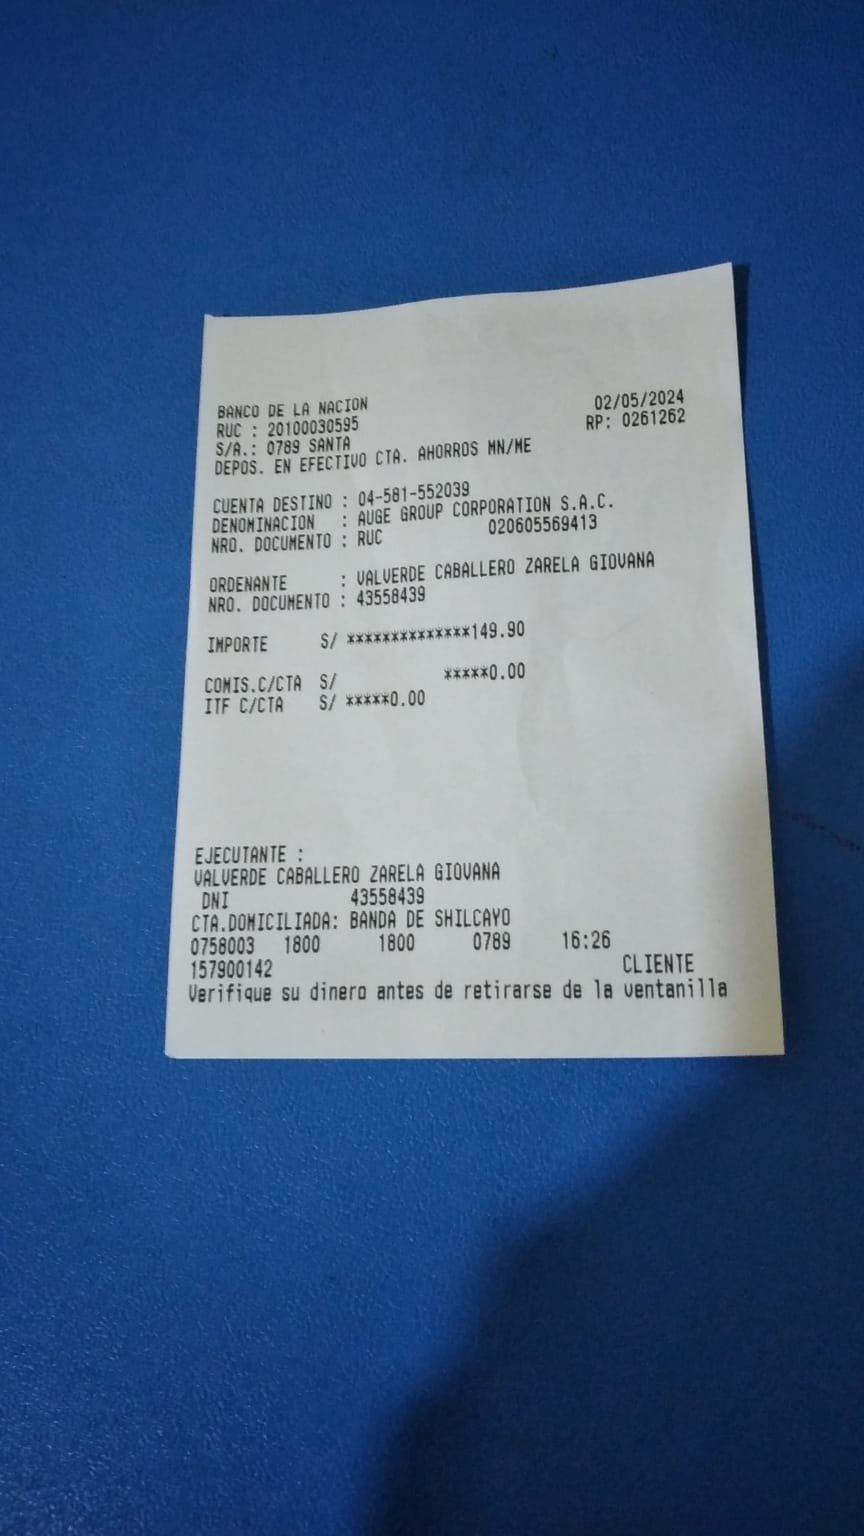 BANCO DE LA NACION 02/05/2024
RUC : 20100030595 RP: 0261262
S/A.: 0789 SANTA
DEPOS. EN EFECTIVO CTA. AHORROS MN/ME
CUENTA DESTINO : 04-581-552039
DENOMINACION : AUGE GROUP CORPORATION S.A.C.
NRO. DOCUMENTO : RUC 020605569413
ORDENANTE : VALVERDE CABALLERO ZARELA GIOVANA
NRO. DOCUMENTO : 43558439
IMPORTE S/ **************149.90
COMIS.C/CTA S/ *****0.00
ITF C/CTA S/ *****0.00
EJECUTANTE :
VALVERDE CABALLERO ZARELA GIOVANA
DNI 43558439
CTA.DOMICILIADA: BANDA DE SHILCAYO
0758003 1800 1800 0789 16:26
157900142 CLIENTE
Verifique su dinero antes de retirarse de la ventanilla